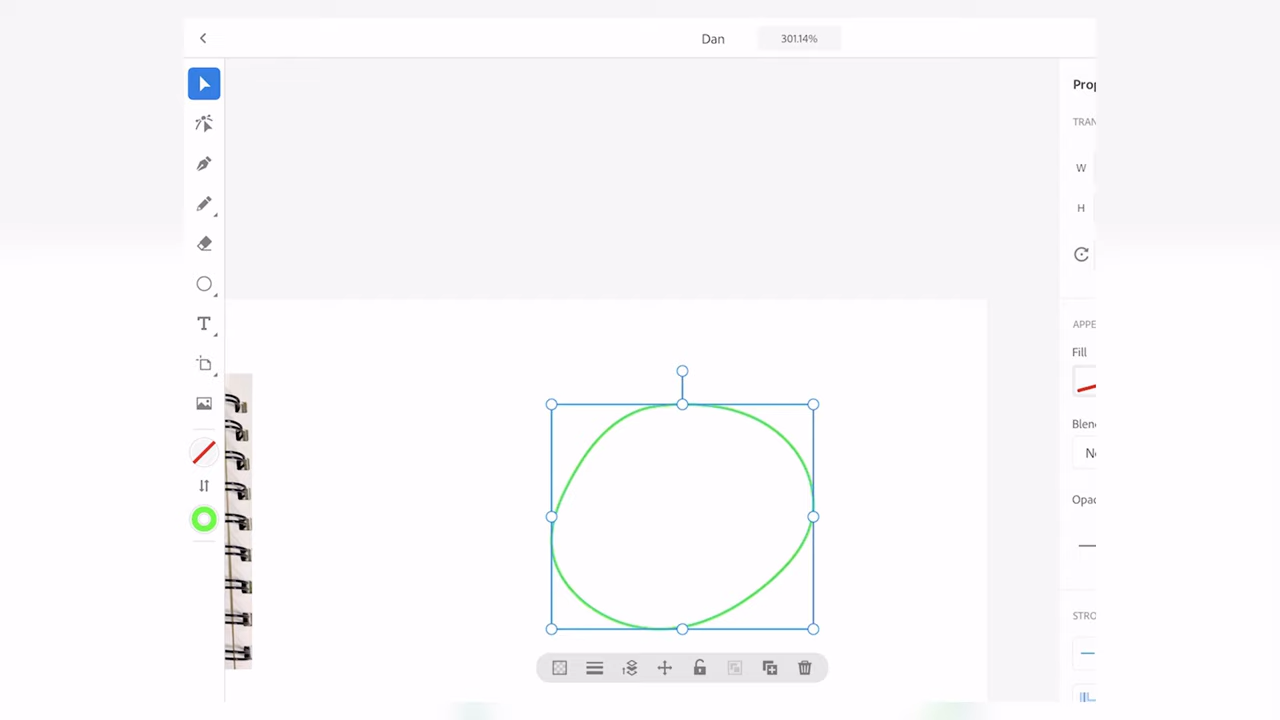 Dan
301.14%
Prop
TRAN
W
H
APPE
Fill
Blen
N
Opac
STRO